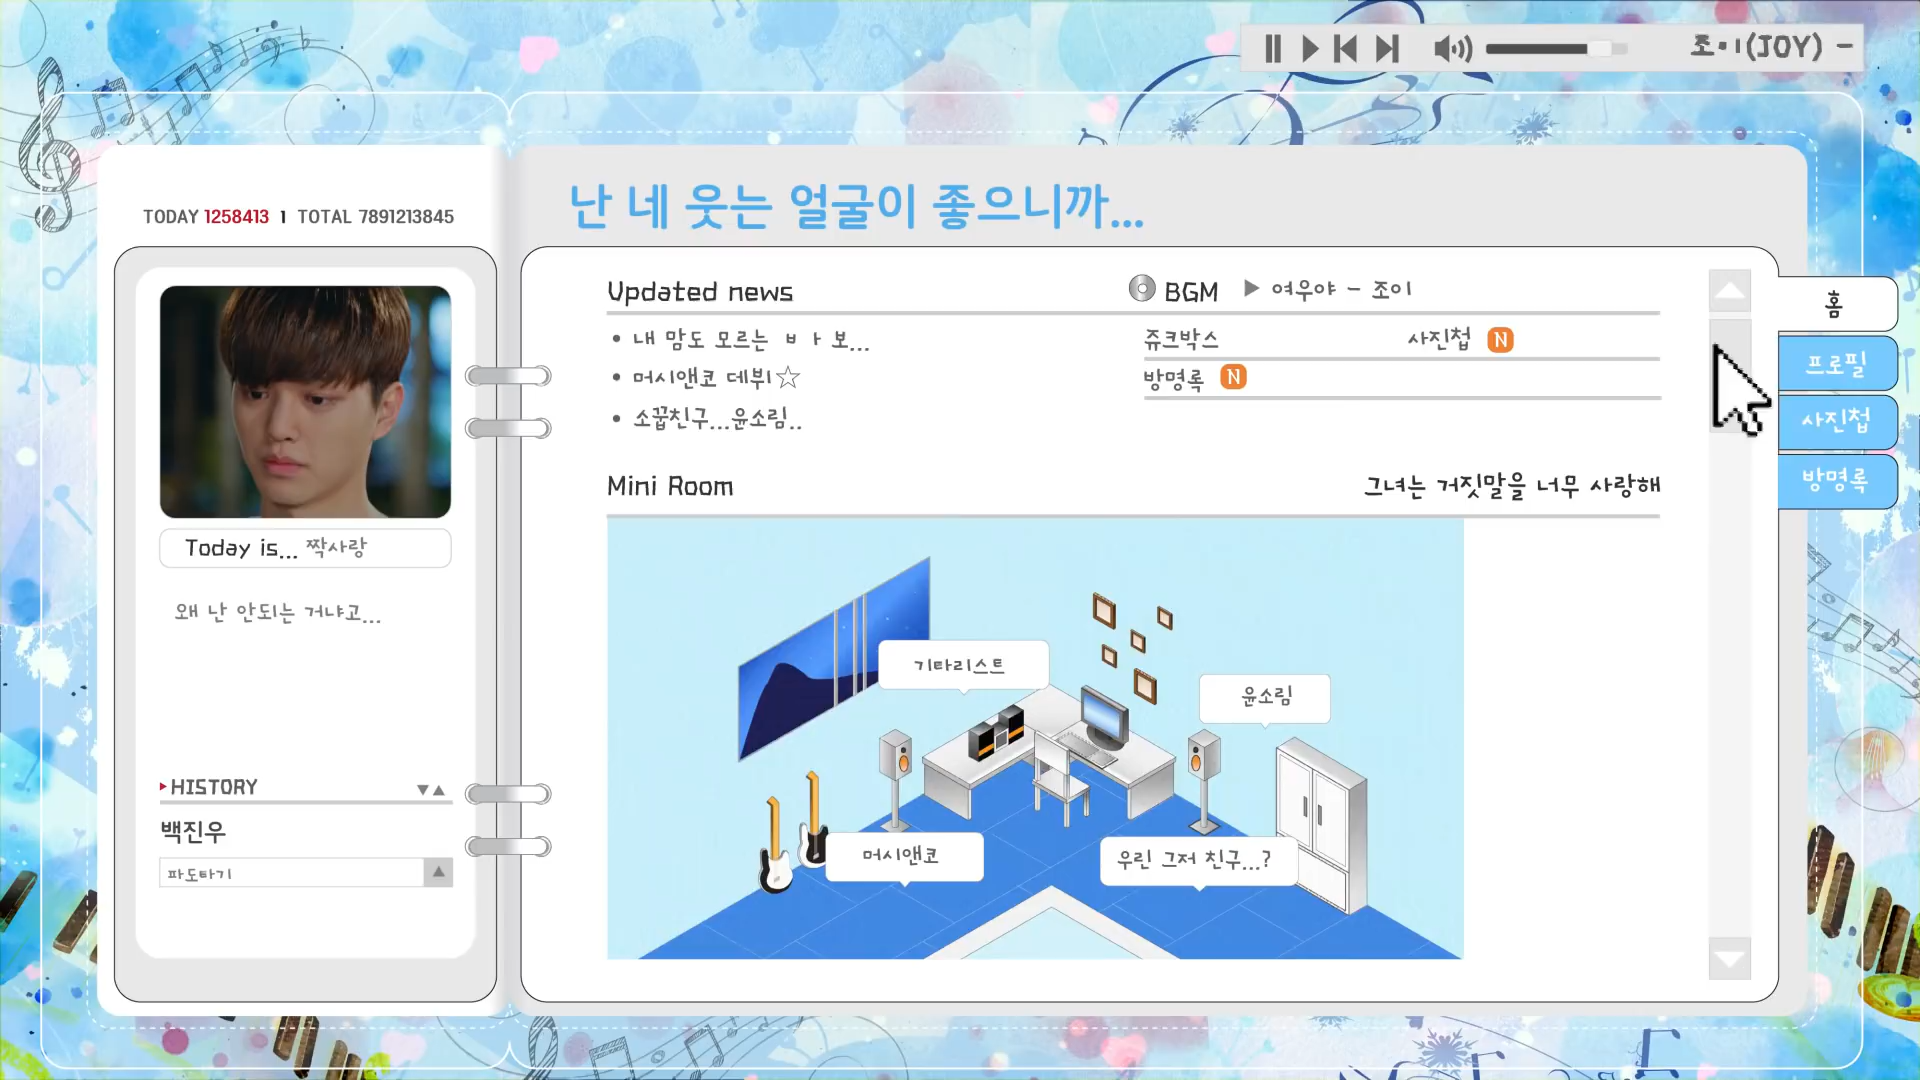 조·I(JOY) -
TODAY 1258413 1 TOTAL 7891213845
난 네 웃는 얼굴이 좋으니까...
Updated news
BGM ▶ 여우야 - 조이
내 맘도 모르는 ㅂㅏ보...
머시앤코 데뷔☆
소꿉친구...윤소림..
쥬크박스
사진첩 N
방명록 N
홈
프로필
사진첩
방명록
Mini Room
그녀는 거짓말을 너무 사랑해
Today is... 짝사랑
왜 난 안되는 거냐고...
기타리스트
윤소림
머시앤코
우린 그저 친구...?
HISTORY
백진우
파도타기